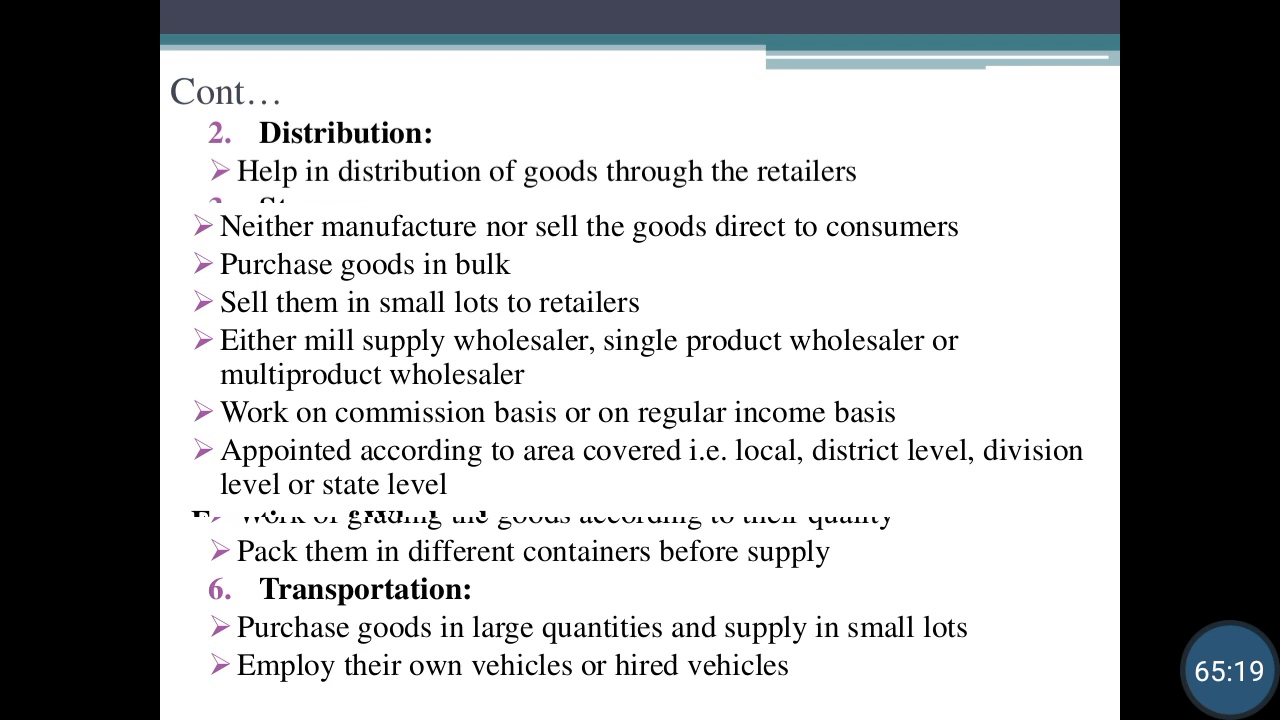 Cont…
2. Distribution:
➢ Help in distribution of goods through the retailers
➢ Neither manufacture nor sell the goods direct to consumers
➢ Purchase goods in bulk
➢ Sell them in small lots to retailers
➢ Either mill supply wholesaler, single product wholesaler or
multiproduct wholesaler
➢ Work on commission basis or on regular income basis
➢ Appointed according to area covered i.e. local, district level, division
level or state level
➢ Work of grading the goods according to their quality
➢ Pack them in different containers before supply
6. Transportation:
➢ Purchase goods in large quantities and supply in small lots
➢ Employ their own vehicles or hired vehicles
65:19